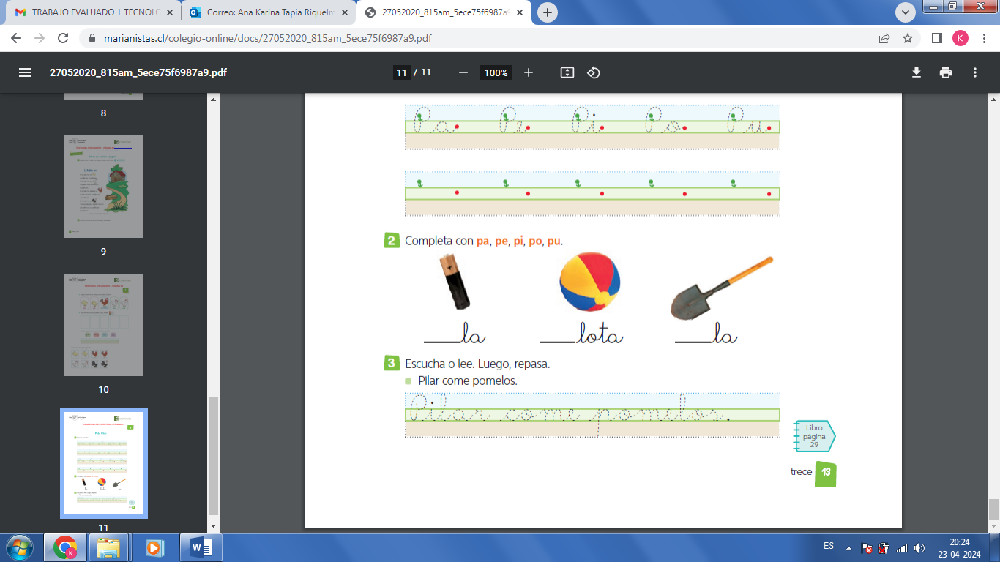 TRABAJO EVALUADO 1 TECNOLO
Correo: Ana Karina Tapia Riquelm
27052020_815am_5ece75f6987a9
marianistas.cl/colegio-online/docs/27052020_815am_5ece75f6987a9.pdf
K
27052020_815am_5ece75f6987a9.pdf
11 / 11
100%
8
9
10
11
Pa Pe Pi Po Pu
2 Completa con pa, pe, pi, po, pu.
+
___la ___lota ___la
3 Escucha o lee. Luego, repasa.
Pilar come pomelos.
Pilar come pomelos.
Libro
página
29
trece 13
K
W
ES
20:24
23-04-2024